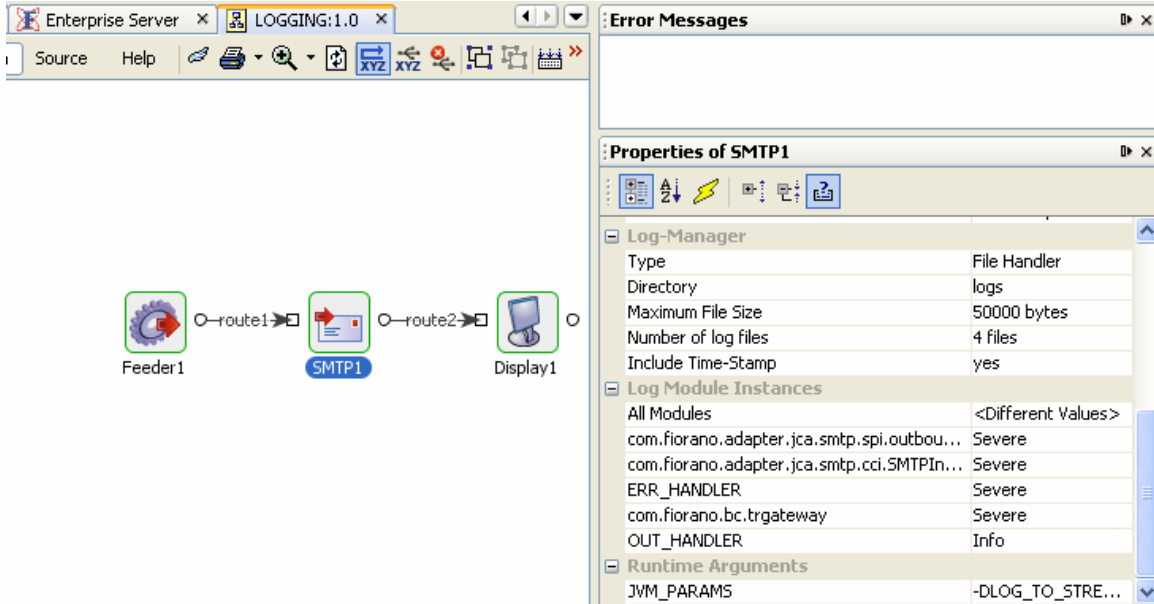 Enterprise Server
LOGGING:1.0
Source Help
XYZ XYZ
Feeder1
route1
SMTP1
route2
Display1
Error Messages
Properties of SMTP1
Log-Manager
Type File Handler
Directory logs
Maximum File Size 50000 bytes
Number of log files 4 files
Include Time-Stamp yes
Log Module Instances
All Modules <Different Values>
com.fiorano.adapter.jca.smtp.spi.outbou... Severe
com.fiorano.adapter.jca.smtp.cci.SMTPIn... Severe
ERR_HANDLER Severe
com.fiorano.bc.trgateway Severe
OUT_HANDLER Info
Runtime Arguments
JVM_PARAMS -DLOG_TO_STRE...